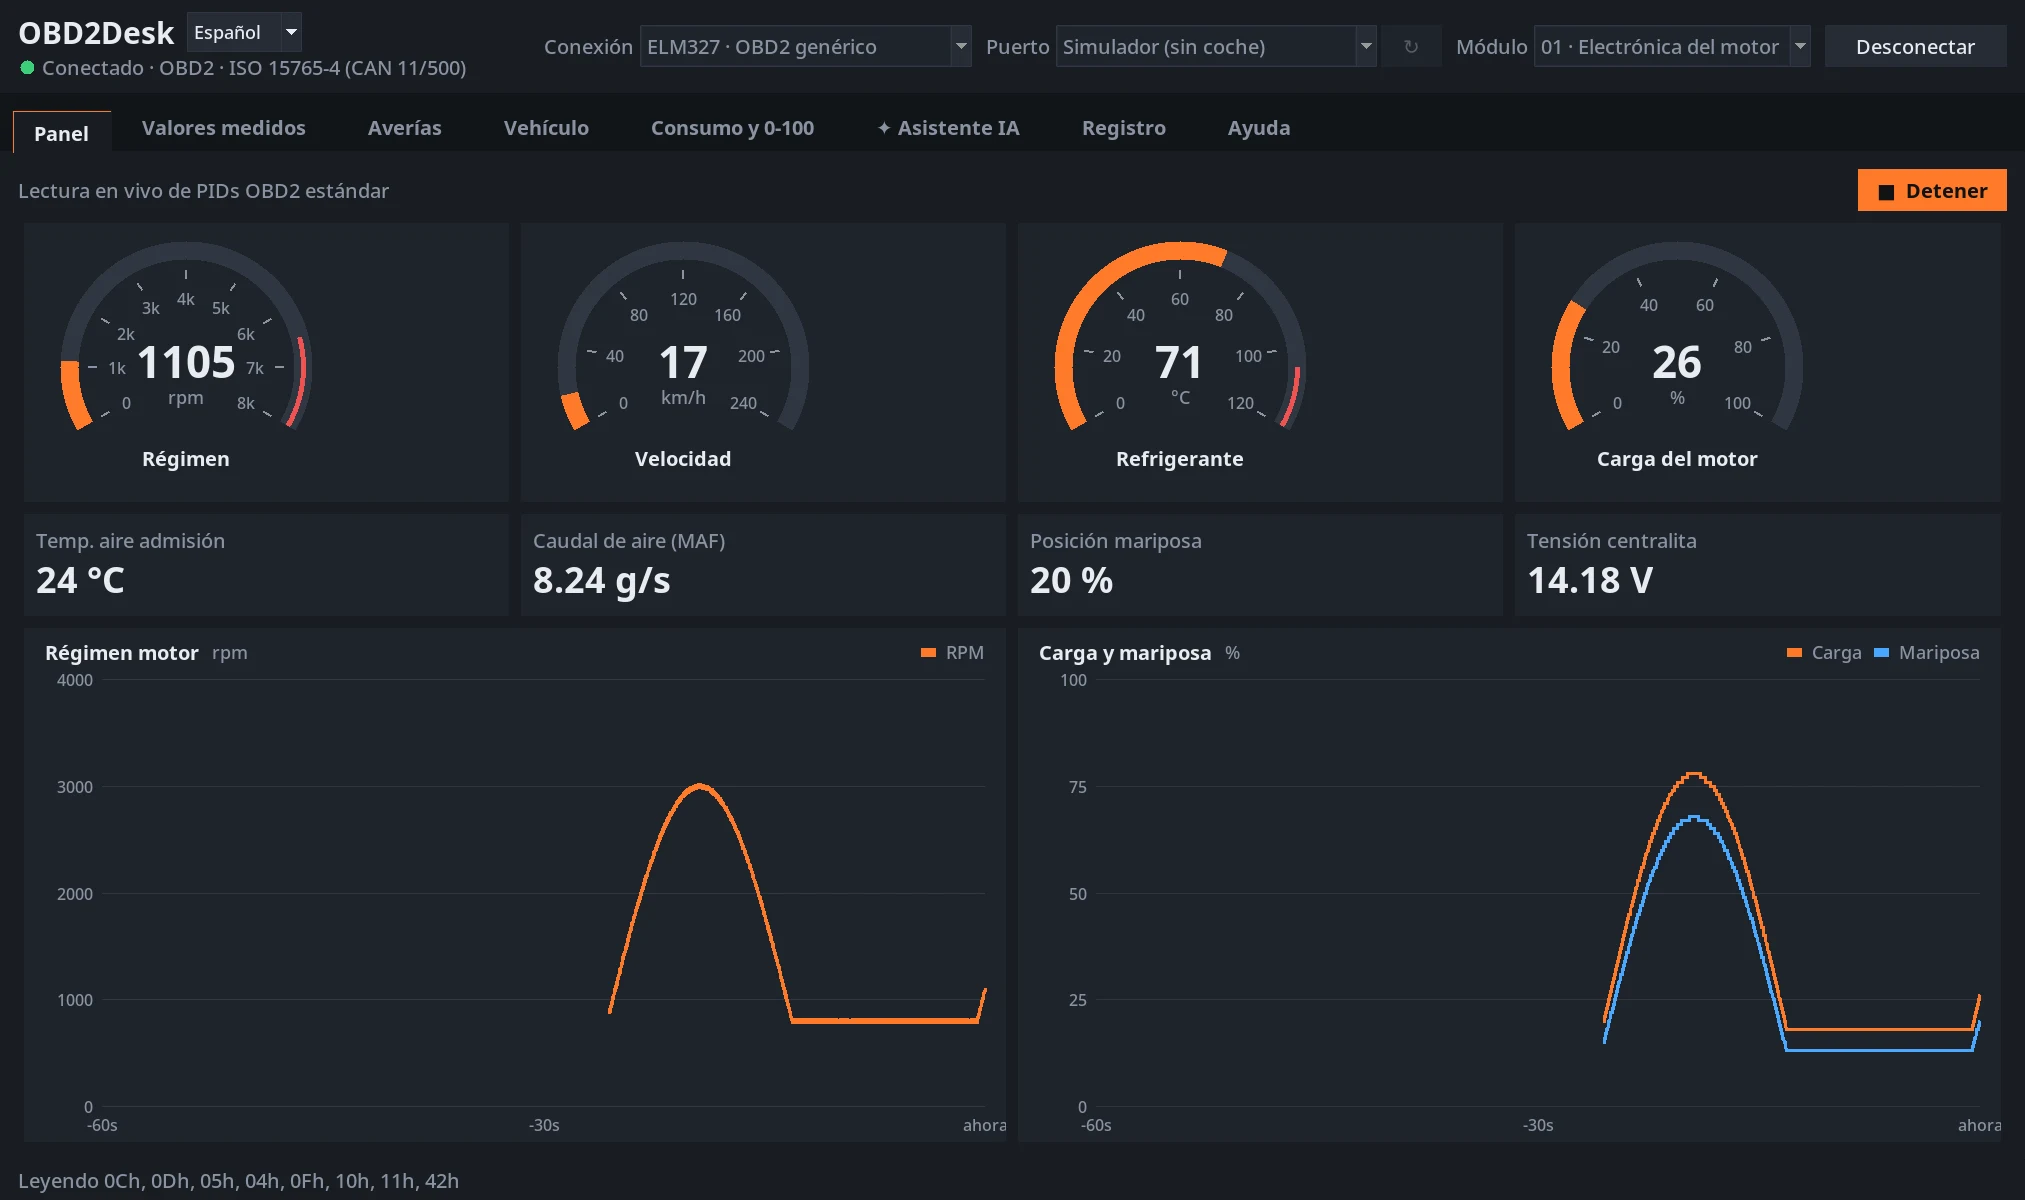 OBD2Desk Español
● Conectado · OBD2 · ISO 15765-4 (CAN 11/500)
Conexión ELM327 · OBD2 genérico Puerto Simulador (sin coche) ↻ Módulo 01 · Electrónica del motor Desconectar
Panel Valores medidos Averías Vehículo Consumo y 0-100 ✦ Asistente IA Registro Ayuda
Lectura en vivo de PIDs OBD2 estándar
■ Detener
0 1k 2k 3k 4k 5k 6k 7k 8k
1105
rpm
Régimen
0 40 80 120 160 200 240
17
km/h
Velocidad
0 20 40 60 80 100 120
71
°C
Refrigerante
0 20 40 60 80 100
26
%
Carga del motor
Temp. aire admisión
24 °C
Caudal de aire (MAF)
8.24 g/s
Posición mariposa
20 %
Tensión centralita
14.18 V
Régimen motor rpm RPM
4000
3000
2000
1000
0
-60s -30s ahora
Carga y mariposa % Carga Mariposa
100
75
50
25
0
-60s -30s ahora
Leyendo 0Ch, 0Dh, 05h, 04h, 0Fh, 10h, 11h, 42h